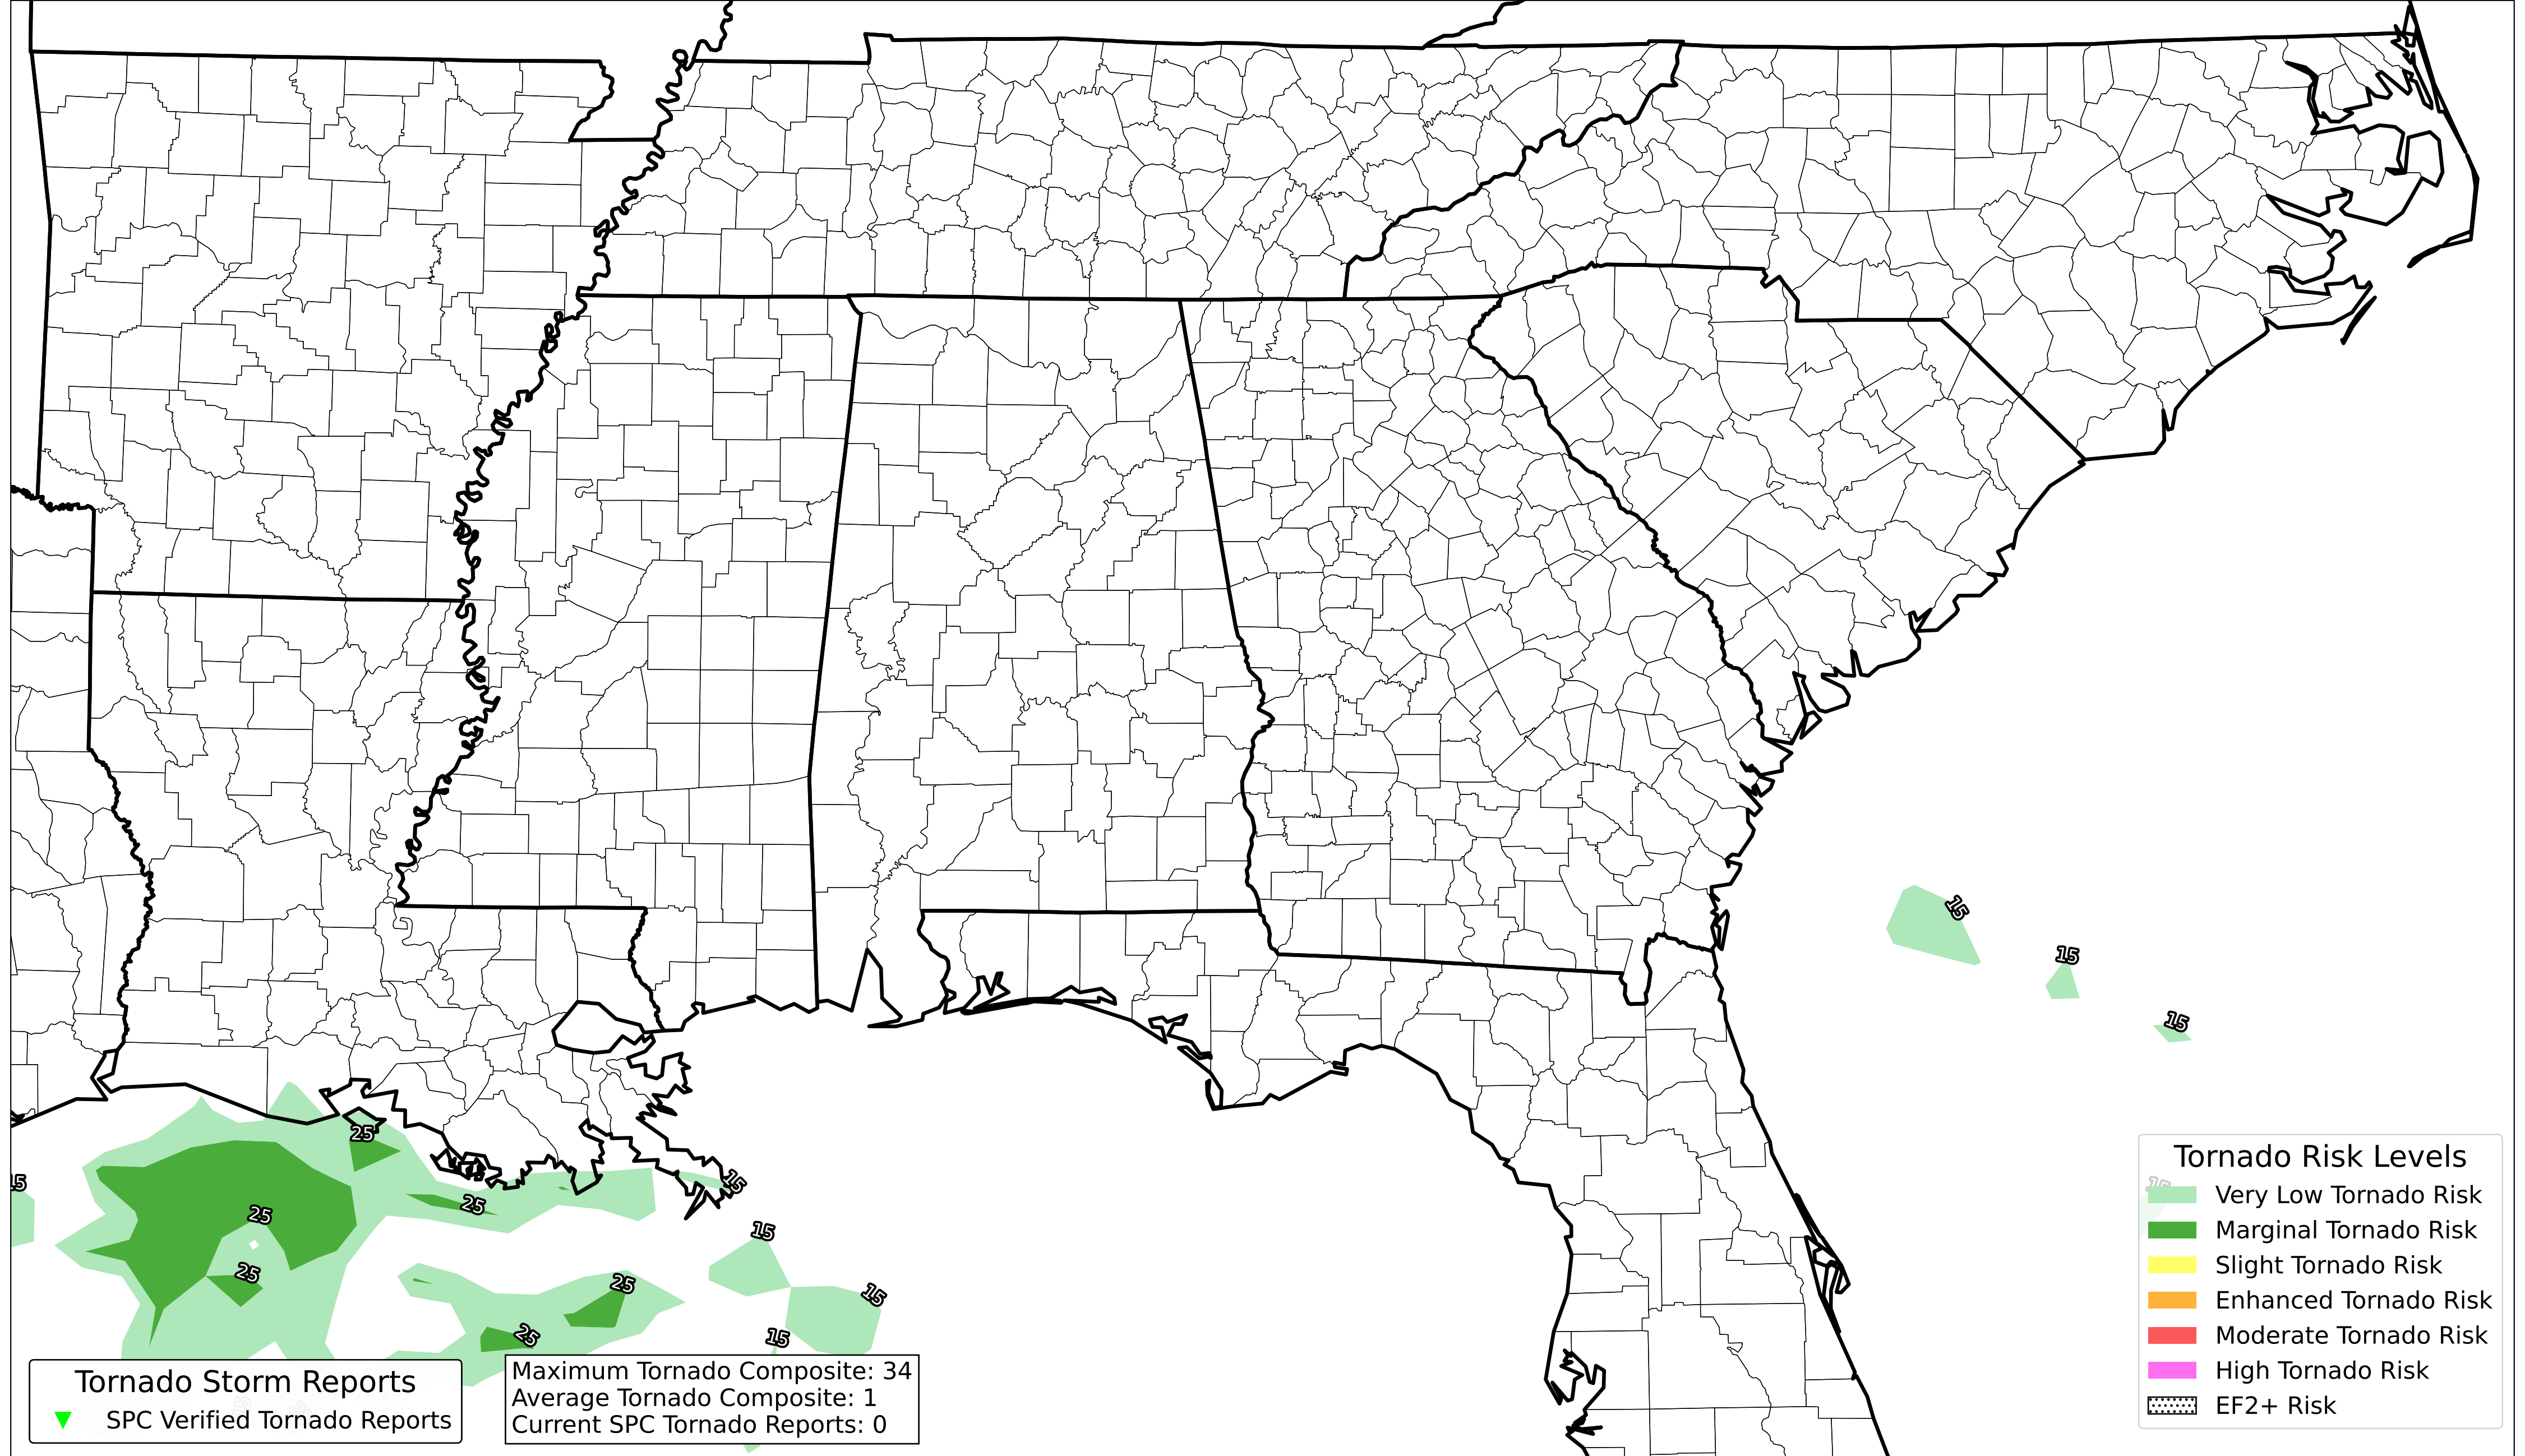 15
15
15
25
15
15
25
15
25
15
25
25
15
25
15
Tornado Risk Levels
Very Low Tornado Risk
Marginal Tornado Risk
Slight Tornado Risk
Enhanced Tornado Risk
Moderate Tornado Risk
High Tornado Risk
EF2+ Risk
Tornado Storm Reports
SPC Verified Tornado Reports
Maximum Tornado Composite: 34
Average Tornado Composite: 1
Current SPC Tornado Reports: 0